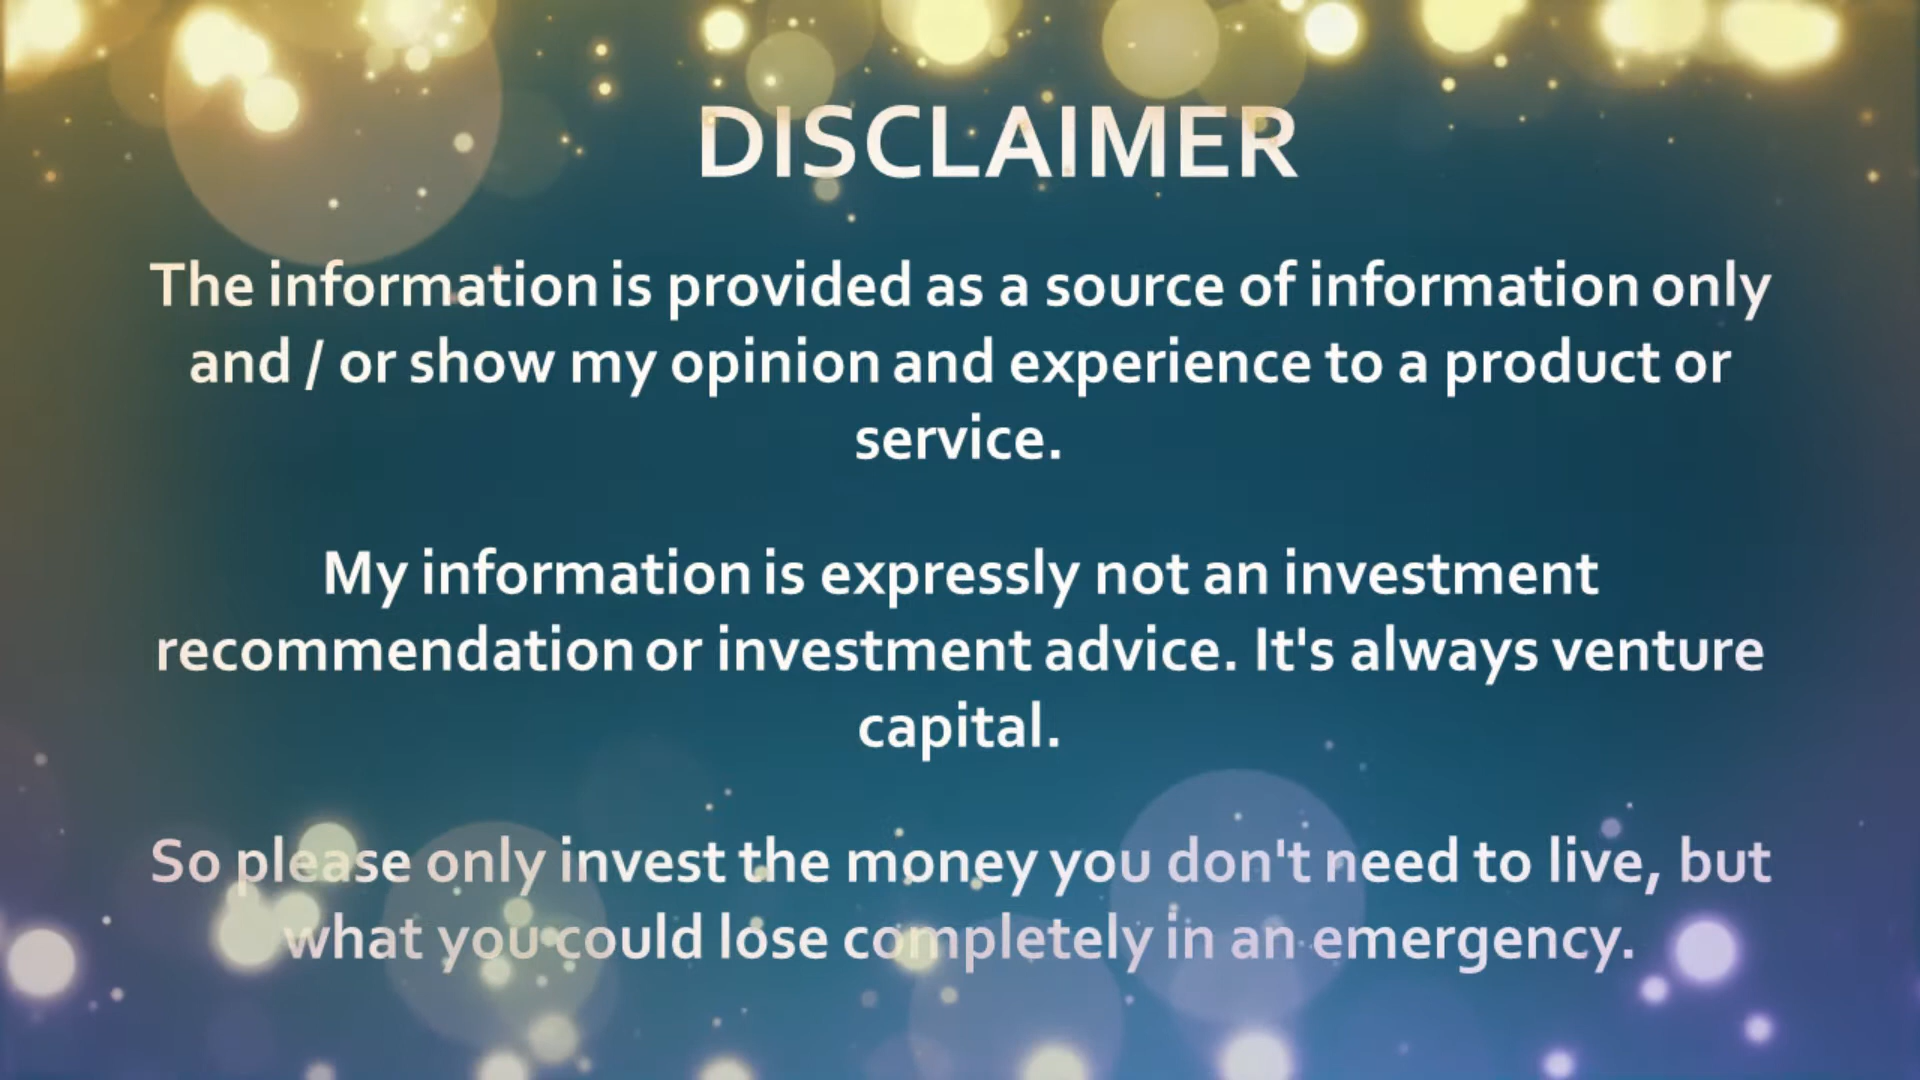 DISCLAIMER
The information is provided as a source of information only
and / or show my opinion and experience to a product or
service.
My information is expressly not an investment
recommendation or investment advice. It's always venture
capital.
So please only invest the money you don't need to live, but
what you could lose completely in an emergency.